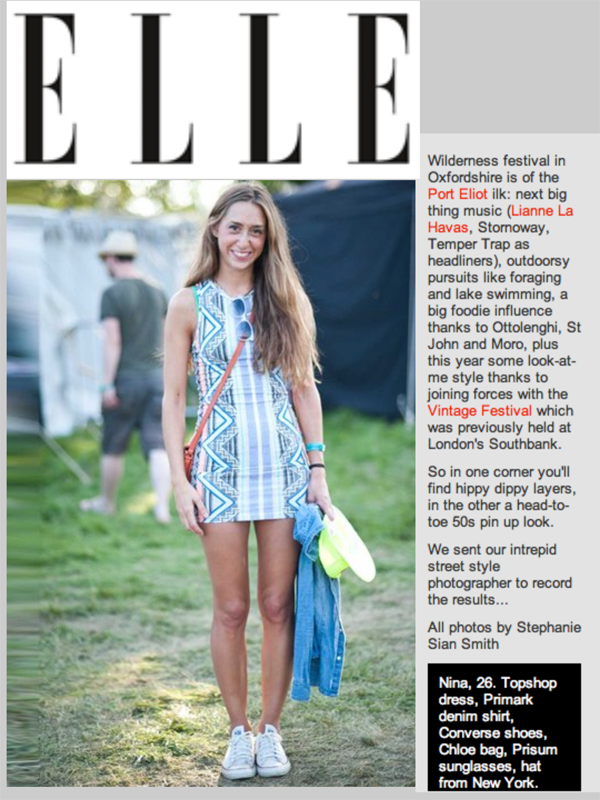 ELLE
Wilderness festival in
Oxfordshire is of the
Port Eliot ilk: next big
thing music (Lianne La
Havas, Stornoway,
Temper Trap as
headliners), outdoorsy
pursuits like foraging
and lake swimming, a
big foodie influence
thanks to Ottolenghi, St
John and Moro, plus
this year some look-at-
me style thanks to
joining forces with the
Vintage Festival which
was previously held at
London's Southbank.
So in one corner you'll
find hippy dippy layers,
in the other a head-to-
toe 50s pin up look.
We sent our intrepid
street style
photographer to record
the results...
All photos by Stephanie
Sian Smith
Nina, 26. Topshop
dress, Primark
denim shirt,
Converse shoes,
Chloe bag, Prisum
sunglasses, hat
from New York.